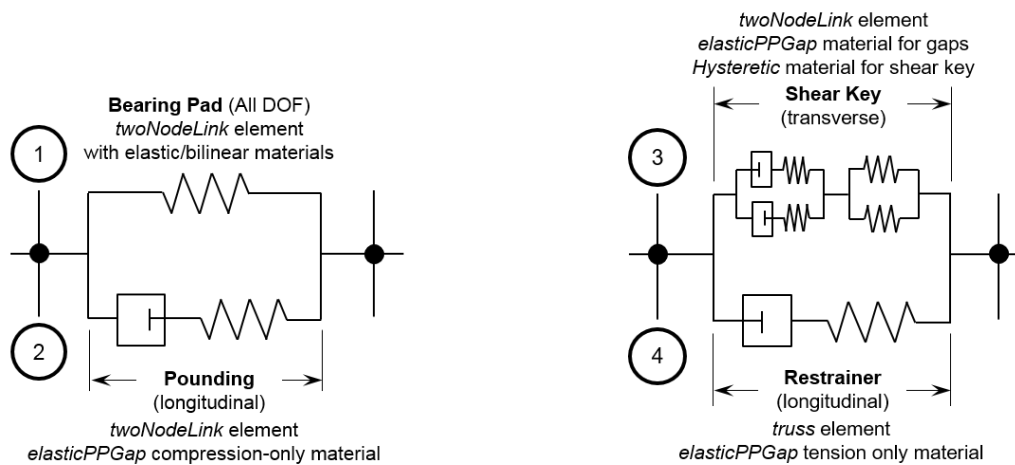 Bearing Pad (All DOF)
twoNodeLink element
with elastic/bilinear materials
1
2
Pounding
(longitudinal)
twoNodeLink element
elasticPPGap compression-only material
twoNodeLink element
elasticPPGap material for gaps
Hysteretic material for shear key
Shear Key
(transverse)
3
4
Restrainer
(longitudinal)
truss element
elasticPPGap tension only material